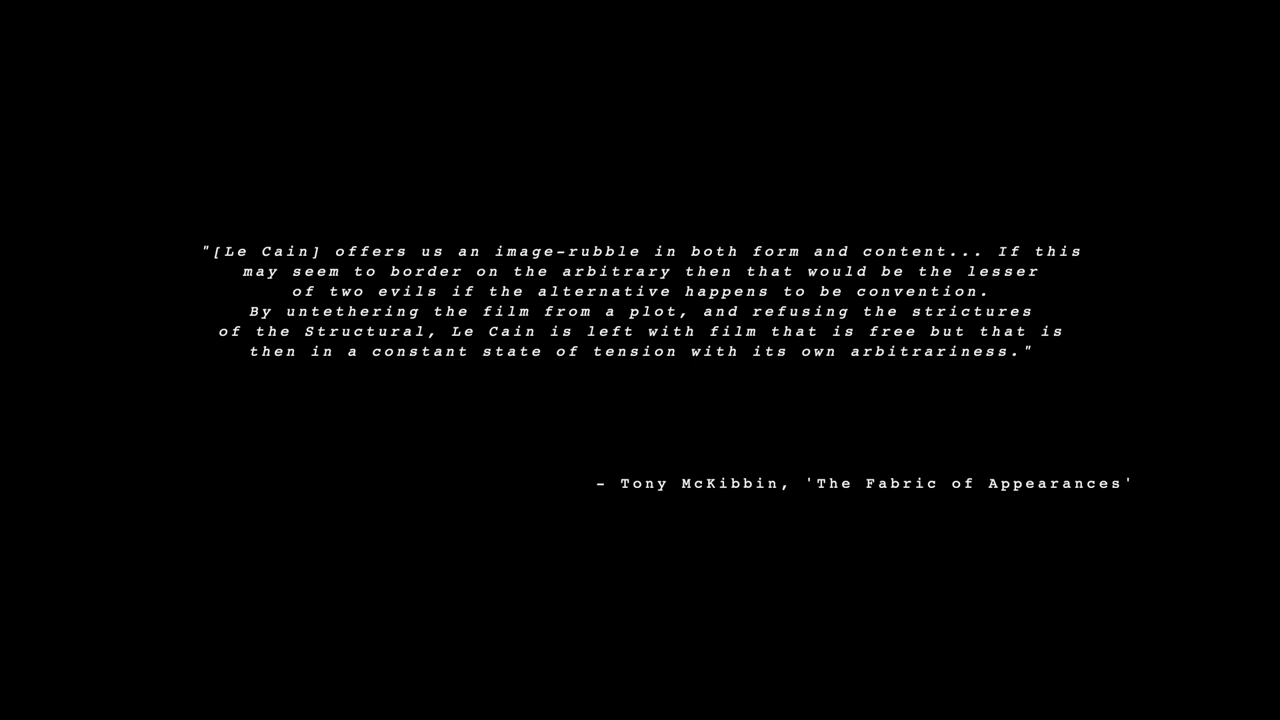 "[Le Cain] offers us an image-rubble in both form and content... If this
may seem to border on the arbitrary then that would be the lesser
of two evils if the alternative happens to be convention.
By untethering the film from a plot, and refusing the strictures
of the Structural, Le Cain is left with film that is free but that is
then in a constant state of tension with its own arbitrariness."
- Tony McKibbin, 'The Fabric of Appearances'